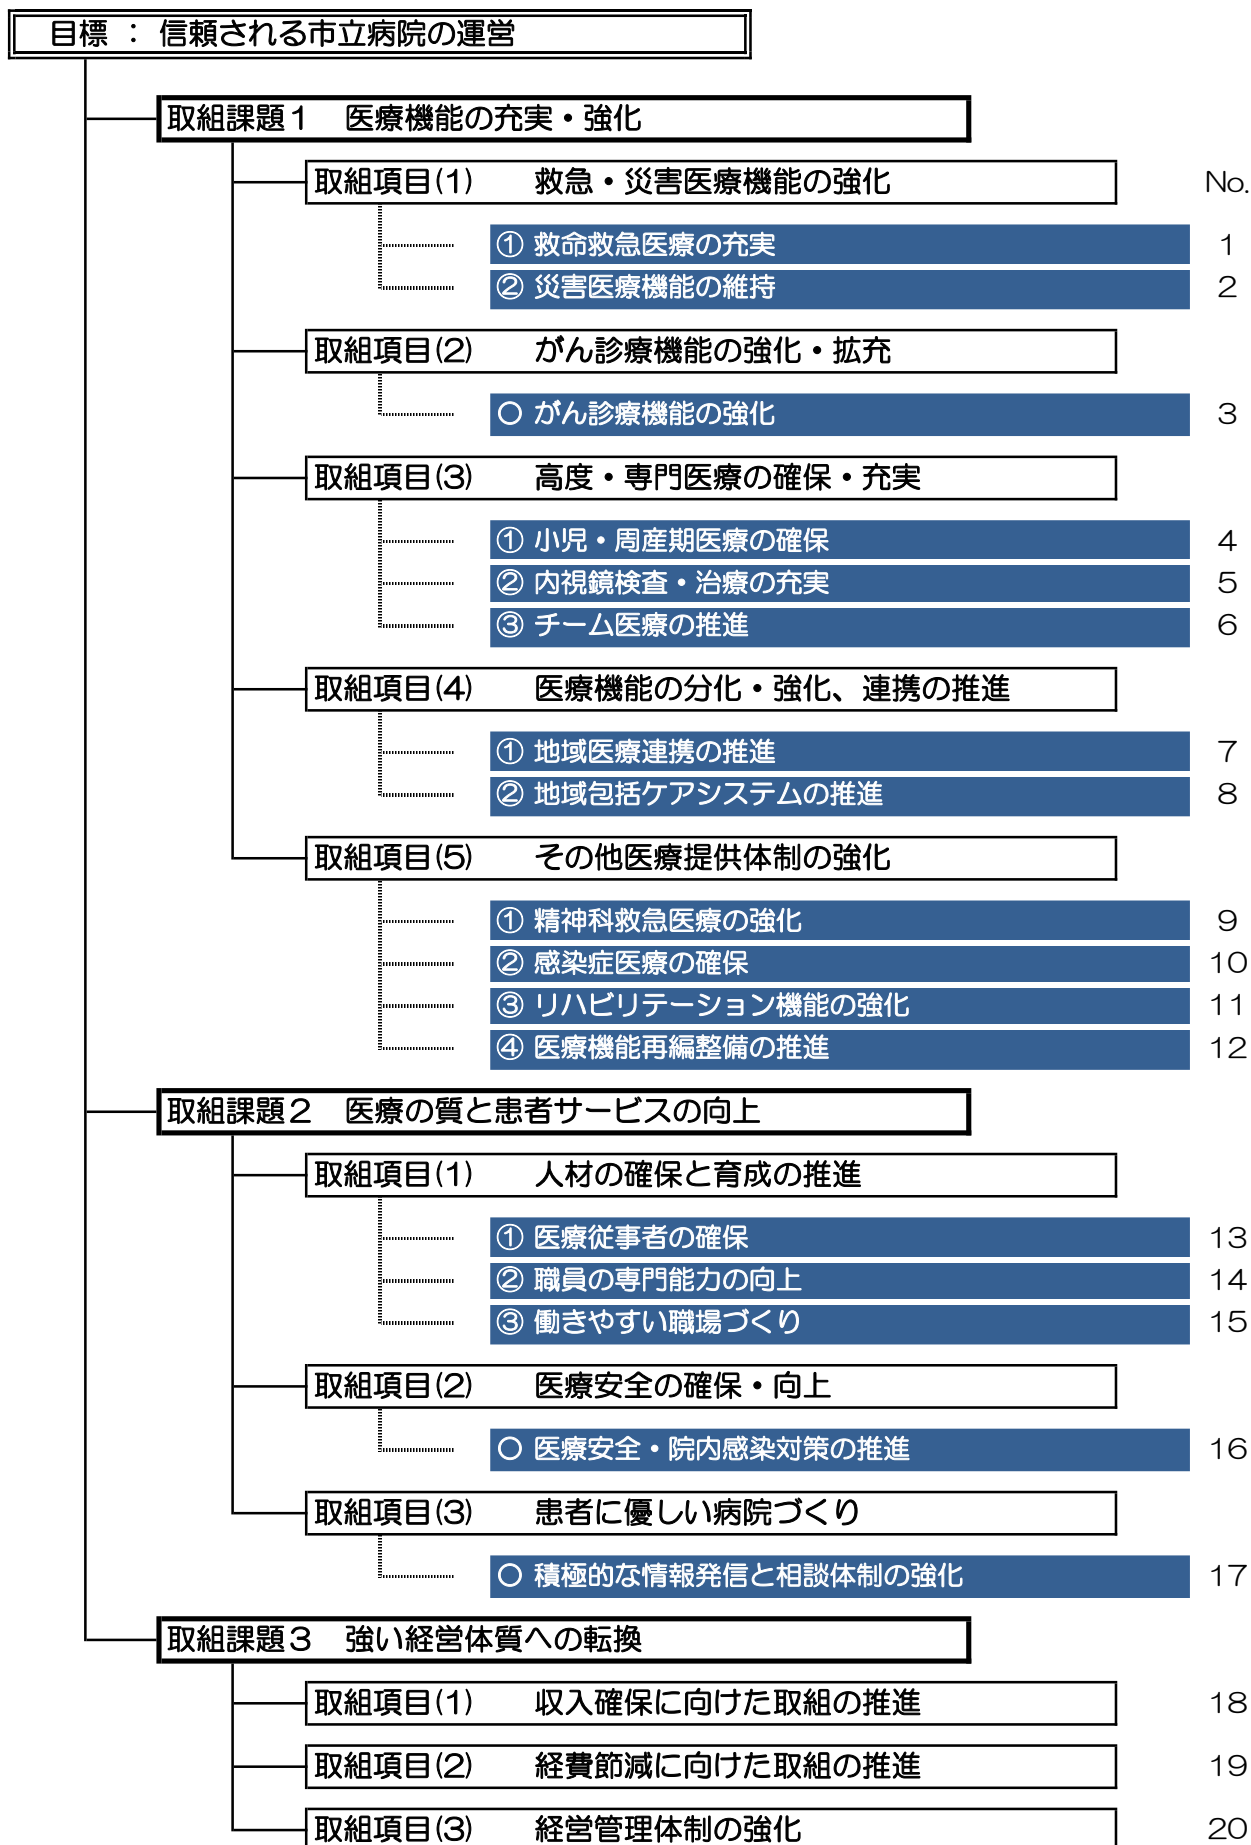 目標 ： 信頼される市立病院の運営
取組課題１　医療機能の充実・強化
取組項目(1)　救急・災害医療機能の強化　No.
① 救命救急医療の充実　1
② 災害医療機能の維持　2
取組項目(2)　がん診療機能の強化・拡充
○ がん診療機能の強化　3
取組項目(3)　高度・専門医療の確保・充実
① 小児・周産期医療の確保　4
② 内視鏡検査・治療の充実　5
③ チーム医療の推進　6
取組項目(4)　医療機能の分化・強化、連携の推進
① 地域医療連携の推進　7
② 地域包括ケアシステムの推進　8
取組項目(5)　その他医療提供体制の強化
① 精神科救急医療の強化　9
② 感染症医療の確保　10
③ リハビリテーション機能の強化　11
④ 医療機能再編整備の推進　12
取組課題２　医療の質と患者サービスの向上
取組項目(1)　人材の確保と育成の推進
① 医療従事者の確保　13
② 職員の専門能力の向上　14
③ 働きやすい職場づくり　15
取組項目(2)　医療安全の確保・向上
○ 医療安全・院内感染対策の推進　16
取組項目(3)　患者に優しい病院づくり
○ 積極的な情報発信と相談体制の強化　17
取組課題３　強い経営体質への転換
取組項目(1)　収入確保に向けた取組の推進　18
取組項目(2)　経費節減に向けた取組の推進　19
取組項目(3)　経営管理体制の強化　20